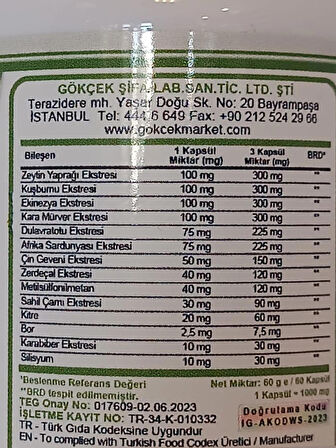 GÖKÇEK ŞİFA LAB.SAN.TİC. LTD. ŞTİ
Terazidere mh. Yaşar Doğu Sk. No: 20 Bayrampaşa
İSTANBUL Tel: 444 6 649 Fax: +90 212 524 29 66
www.gokcekmarket.com
Bileşen 1 Kapsül Miktar (mg) 3 Kapsül Miktar (mg) BRD*
Zeytin Yaprağı Ekstresi 100 mg 300 mg **
Kuşburnu Ekstresi 100 mg 300 mg **
Ekinezya Ekstresi 100 mg 300 mg **
Kara Mürver Ekstresi 100 mg 300 mg **
Dulavratotu Ekstresi 75 mg 225 mg **
Afrika Sardunyası Ekstresi 75 mg 225 mg **
Çin Geveni Ekstresi 50 mg 150 mg **
Zerdeçal Ekstresi 40 mg 120 mg **
Metilsülfonilmetan 40 mg 120 mg **
Sahil Çamı Ekstresi 30 mg 90 mg **
Kitre 20 mg 60 mg **
Bor 2,5 mg 7,5 mg **
Karabiber Ekstresi 10 mg 30 mg **
Silisyum 10 mg 30 mg **
*Beslenme Referans Değeri Net Miktar: 60 g e / 60 Kapsül
**BRD tespit edilmemiştir. 1 Kapsül = 1000 mg
TEG Onay No: 017609-02.06.2023 Doğrulama Kodu
İŞLETME KAYIT NO: TR-34-K-010332 IG-AKODWS-2023
TR - Türk Gıda Kodeksine Uygundur
EN - To complied with Turkish Food Codex Üretici / Manufacturer